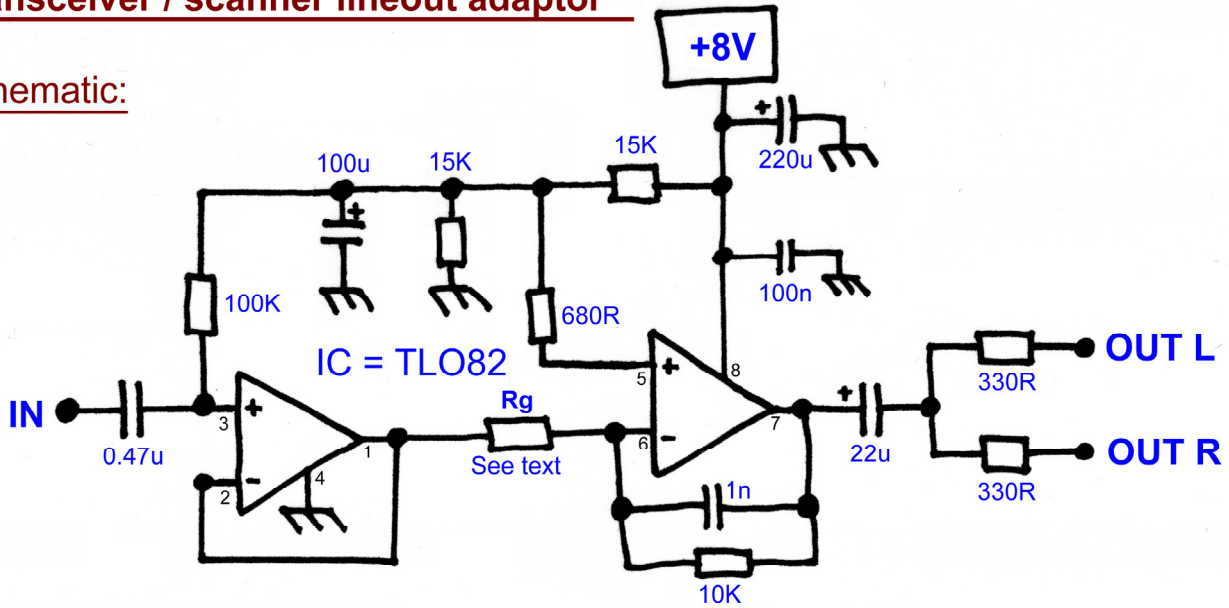 ansceiver / scanner lineout adaptor
hematic:
+8V
+
220u
15K
100u
15K
+
100n
100K
680R
IC = TLO82
+
5
8
OUT L
330R
Rg
+
IN
+
3
1
6
-
7
0.47u
See text
22u
OUT R
330R
4
2
-
1n
10K